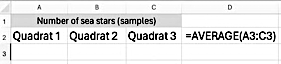 A B C D
1 Number of sea stars (samples)
2 Quadrat 1 Quadrat 2 Quadrat 3 =AVERAGE(A3:C3)
3